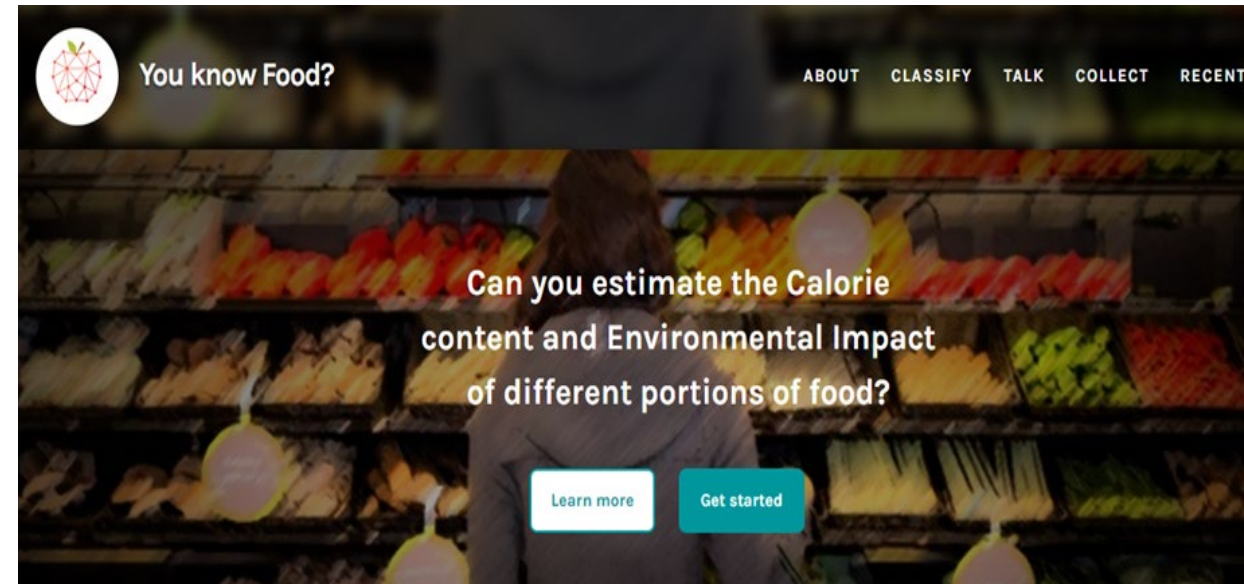 You know Food?
ABOUT CLASSIFY TALK COLLECT RECENT
Can you estimate the Calorie
content and Environmental Impact
of different portions of food?
Learn more
Get started